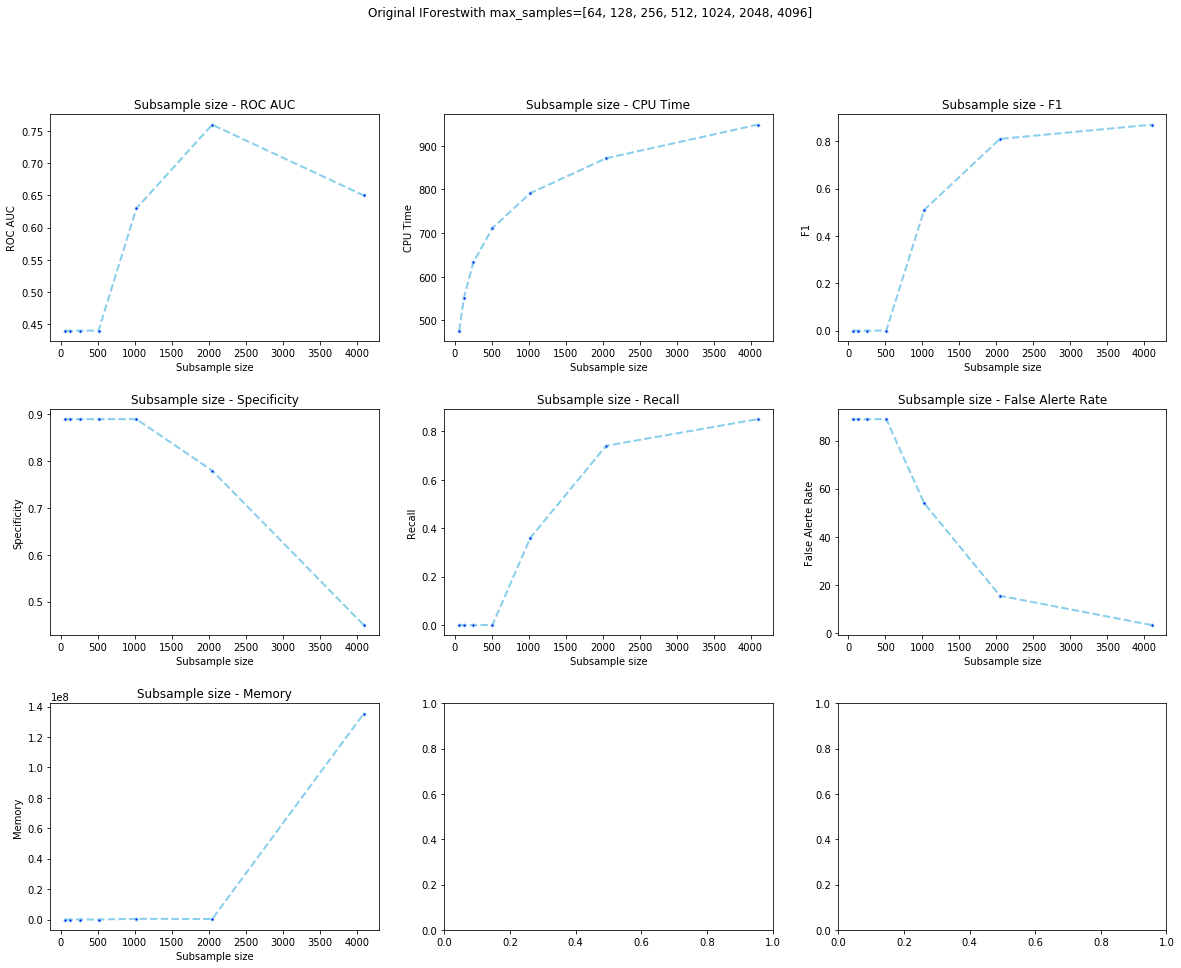 Original IForestwith max_samples=[64, 128, 256, 512, 1024, 2048, 4096]
Subsample size - ROC AUC
ROC AUC
0.75
0.70
0.65
0.60
0.55
0.50
0.45
0 500 1000 1500 2000 2500 3000 3500 4000
Subsample size
Subsample size - CPU Time
CPU Time
900
800
700
600
500
0 500 1000 1500 2000 2500 3000 3500 4000
Subsample size
Subsample size - F1
F1
0.8
0.6
0.4
0.2
0.0
0 500 1000 1500 2000 2500 3000 3500 4000
Subsample size
Subsample size - Specificity
Specificity
0.9
0.8
0.7
0.6
0.5
0 500 1000 1500 2000 2500 3000 3500 4000
Subsample size
Subsample size - Recall
Recall
0.8
0.6
0.4
0.2
0.0
0 500 1000 1500 2000 2500 3000 3500 4000
Subsample size
Subsample size - False Alerte Rate
False Alerte Rate
80
60
40
20
0
0 500 1000 1500 2000 2500 3000 3500 4000
Subsample size
Subsample size - Memory
1e8
Memory
1.4
1.2
1.0
0.8
0.6
0.4
0.2
0.0
0 500 1000 1500 2000 2500 3000 3500 4000
Subsample size
1.0
0.8
0.6
0.4
0.2
0.0
0.0 0.2 0.4 0.6 0.8 1.0
1.0
0.8
0.6
0.4
0.2
0.0
0.0 0.2 0.4 0.6 0.8 1.0